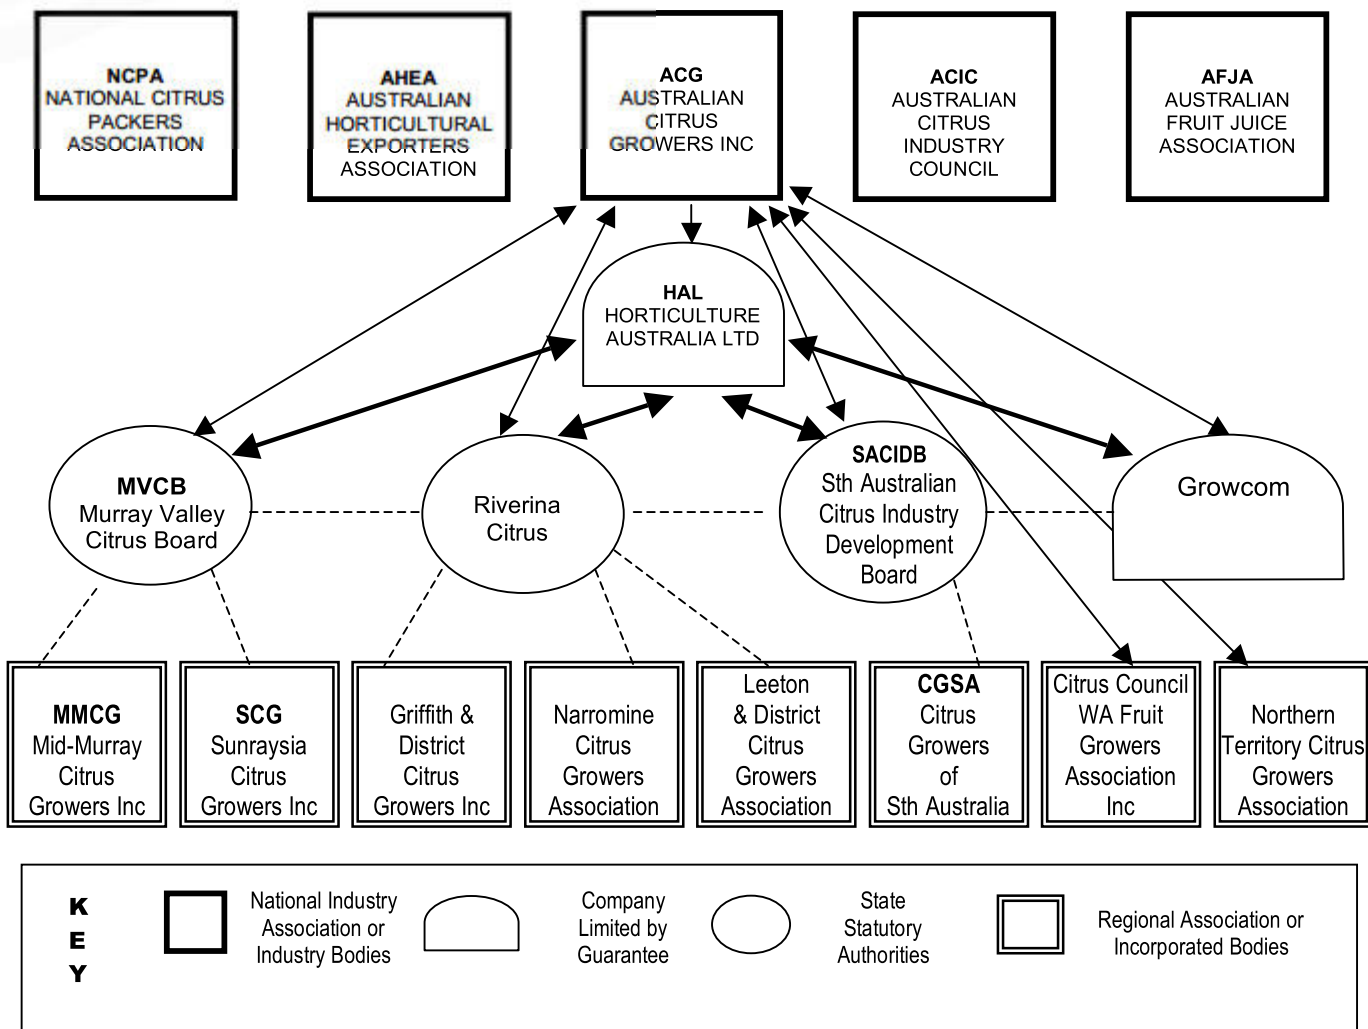 NCPA
NATIONAL CITRUS
PACKERS
ASSOCIATION
AHEA
AUSTRALIAN
HORTICULTURAL
EXPORTERS
ASSOCIATION
ACG
AUSTRALIAN
CITRUS
GROWERS INC
ACIC
AUSTRALIAN
CITRUS
INDUSTRY
COUNCIL
AFJA
AUSTRALIAN
FRUIT JUICE
ASSOCIATION
HAL
HORTICULTURE
AUSTRALIA LTD
MVCB
Murray Valley
Citrus Board
Riverina
Citrus
SACIDB
Sth Australian
Citrus Industry
Development
Board
Growcom
MMCG
Mid-Murray
Citrus
Growers Inc
SCG
Sunraysia
Citrus
Growers Inc
Griffith &
District
Citrus
Growers Inc
Narromine
Citrus
Growers
Association
Leeton
& District
Citrus
Growers
Association
CGSA
Citrus
Growers
of
Sth Australia
Citrus Council
WA Fruit
Growers
Association
Inc
Northern
Territory Citrus
Growers
Association
K
E
Y
National Industry
Association or
Industry Bodies
Company
Limited by
Guarantee
State
Statutory
Authorities
Regional Association or
Incorporated Bodies